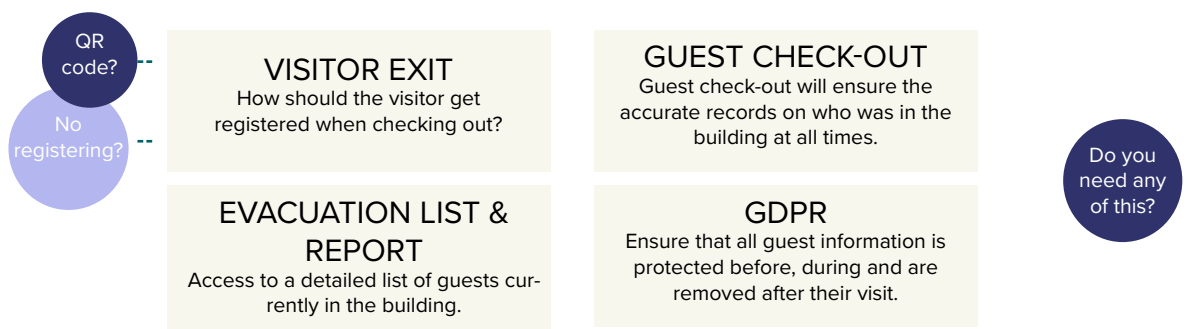 QR
code?
No
registering?
VISITOR EXIT
How should the visitor get
registered when checking out?
GUEST CHECK-OUT
Guest check-out will ensure the
accurate records on who was in the
building at all times.
EVACUATION LIST &
REPORT
Access to a detailed list of guests cur-
rently in the building.
GDPR
Ensure that all guest information is
protected before, during and are
removed after their visit.
Do you
need any
of this?